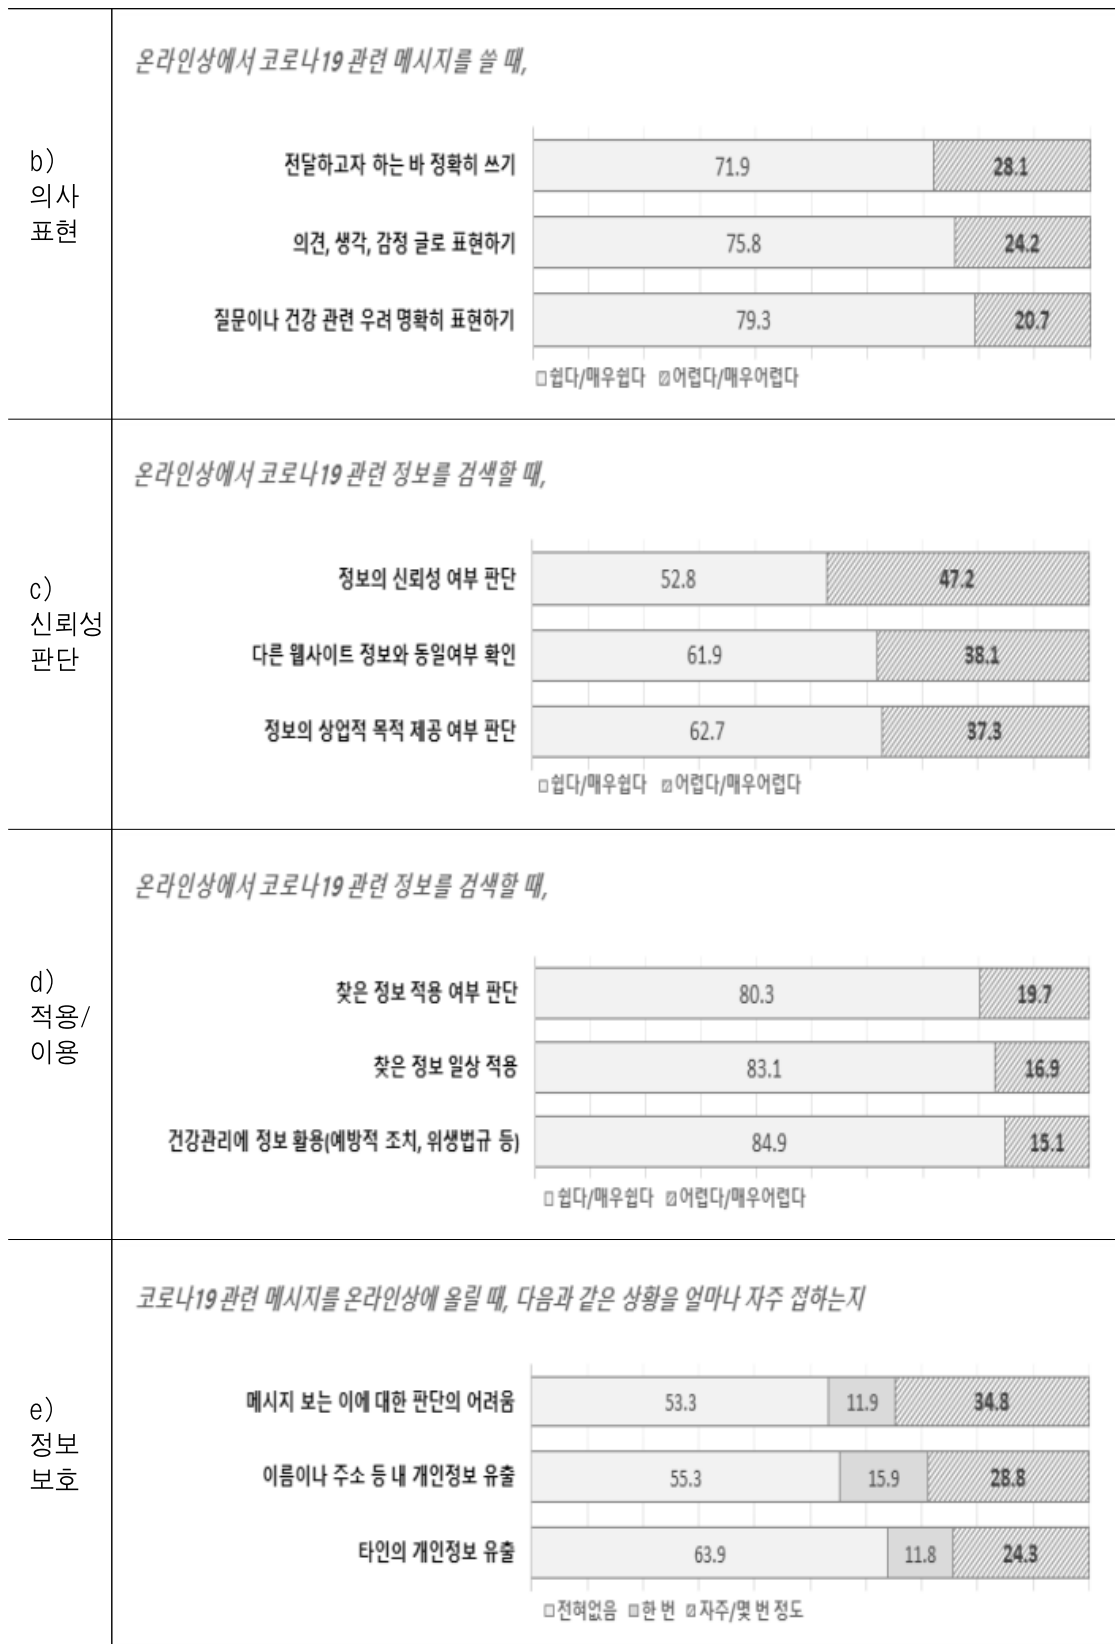 b)
의사
표현
온라인상에서 코로나19 관련 메시지를 쓸 때,
전달하고자 하는 바 정확히 쓰기 71.9 28.1
의견, 생각, 감정 글로 표현하기 75.8 24.2
질문이나 건강 관련 우려 명확히 표현하기 79.3 20.7
쉽다/매우쉽다 어렵다/매우어렵다
c)
신뢰성
판단
온라인상에서 코로나19 관련 정보를 검색할 때,
정보의 신뢰성 여부 판단 52.8 47.2
다른 웹사이트 정보와 동일여부 확인 61.9 38.1
정보의 상업적 목적 제공 여부 판단 62.7 37.3
쉽다/매우쉽다 어렵다/매우어렵다
d)
적용/
이용
온라인상에서 코로나19 관련 정보를 검색할 때,
찾은 정보 적용 여부 판단 80.3 19.7
찾은 정보 일상 적용 83.1 16.9
건강관리에 정보 활용(예방적 조치, 위생법규 등) 84.9 15.1
쉽다/매우쉽다 어렵다/매우어렵다
e)
정보
보호
코로나19 관련 메시지를 온라인상에 올릴 때, 다음과 같은 상황을 얼마나 자주 접하는지
메시지 보는 이에 대한 판단의 어려움 53.3 11.9 34.8
이름이나 주소 등 내 개인정보 유출 55.3 15.9 28.8
타인의 개인정보 유출 63.9 11.8 24.3
전혀없음 한 번 자주/몇 번 정도